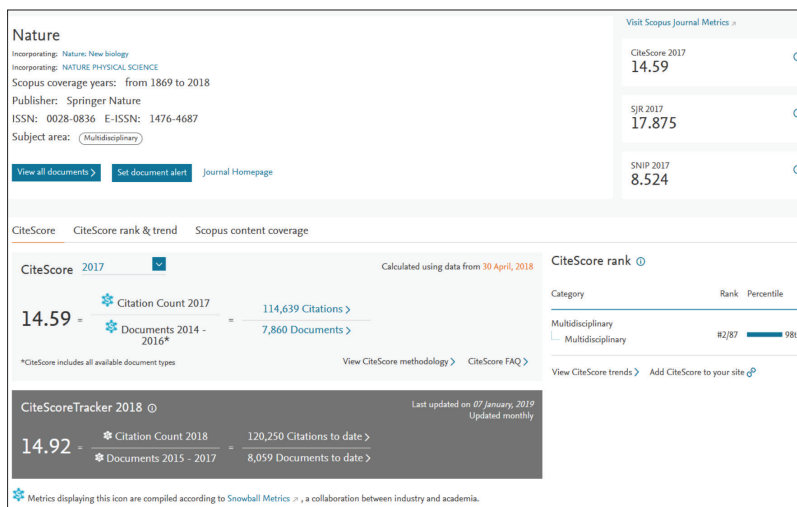 Nature
Incorporating: Nature: New biology
Incorporating: NATURE PHYSICAL SCIENCE
Scopus coverage years: from 1869 to 2018
Publisher: Springer Nature
ISSN: 0028-0836 E-ISSN: 1476-4687
Subject area: Multidisciplinary
View all documents > Set document alert Journal Homepage
Visit Scopus Journal Metrics ↗
CiteScore 2017
14.59
SJR 2017
17.875
SNIP 2017
8.524
CiteScore CiteScore rank & trend Scopus content coverage
CiteScore 2017 Calculated using data from 30 April, 2018
14.59 = Citation Count 2017 = 114,639 Citations >
Documents 2014 - 7,860 Documents >
2016*
*CiteScore includes all available document types View CiteScore methodology > CiteScore FAQ >
CiteScoreTracker 2018 Last updated on 07 January, 2019
Updated monthly
14.92 = Citation Count 2018 = 120,250 Citations to date >
Documents 2015 - 2017 8,059 Documents to date >
Metrics displaying this icon are compiled according to Snowball Metrics ↗ , a collaboration between industry and academia.
CiteScore rank
Category Rank Percentile
Multidisciplinary
Multidisciplinary #2/87 98t
View CiteScore trends > Add CiteScore to your site